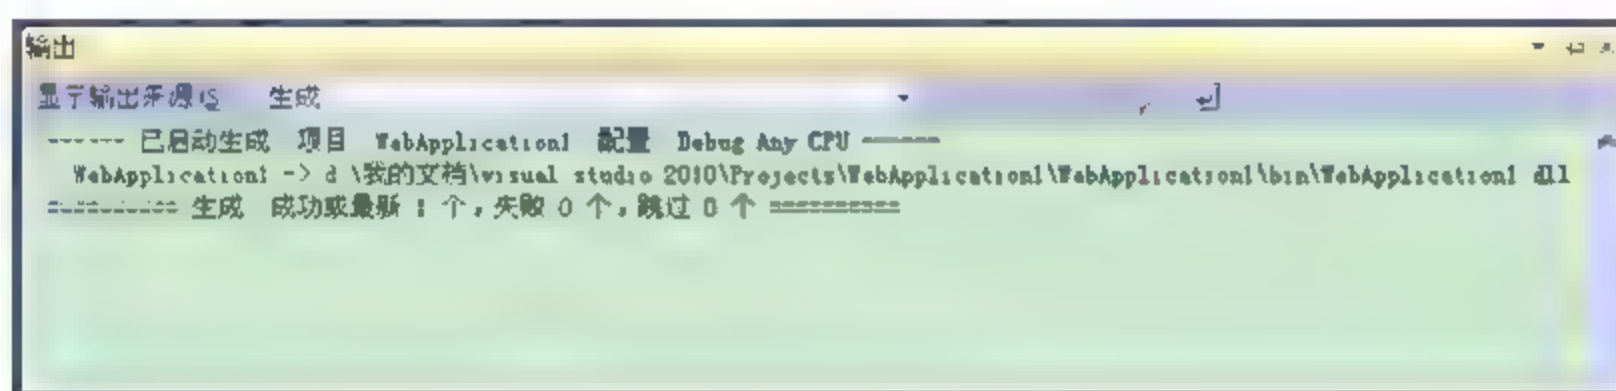 输出
显示输出来源(S 生成
------ 已启动生成 项目 WebApplication1 配置 Debug Any CPU ------
WebApplication1 -> d \我的文档\visual studio 2010\Projects\WebApplication1\WebApplication1\bin\WebApplication1 dll
========== 生成 成功或最新 1 个，失败 0 个，跳过 0 个 ==========